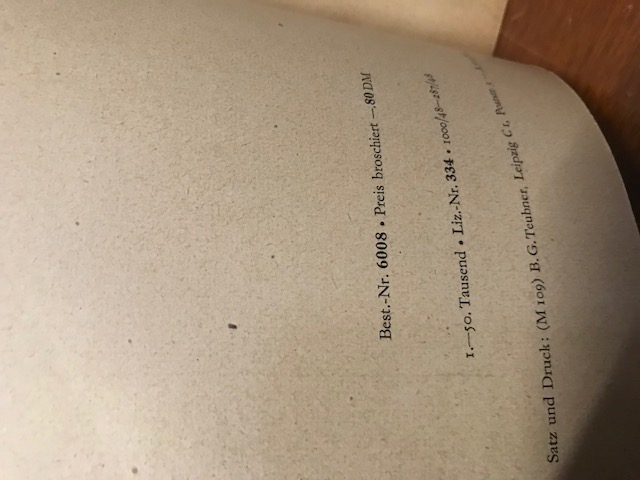 Best.-Nr. 6008 • Preis broschiert —.80 DM
1.—50. Tausend • Liz.-Nr. 334 • 1000/48—287/48
Satz und Druck: (M 109) B. G. Teubner, Leipzig C 1,